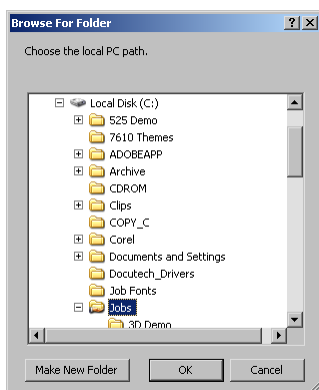 Browse For Folder
Choose the local PC path.
Local Disk (C:)
525 Demo
7610 Themes
ADOBEAPP
Archive
CDROM
Clips
COPY_C
Corel
Documents and Settings
Docutech_Drivers
Job Fonts
Jobs
3D Demo
Make New Folder OK Cancel